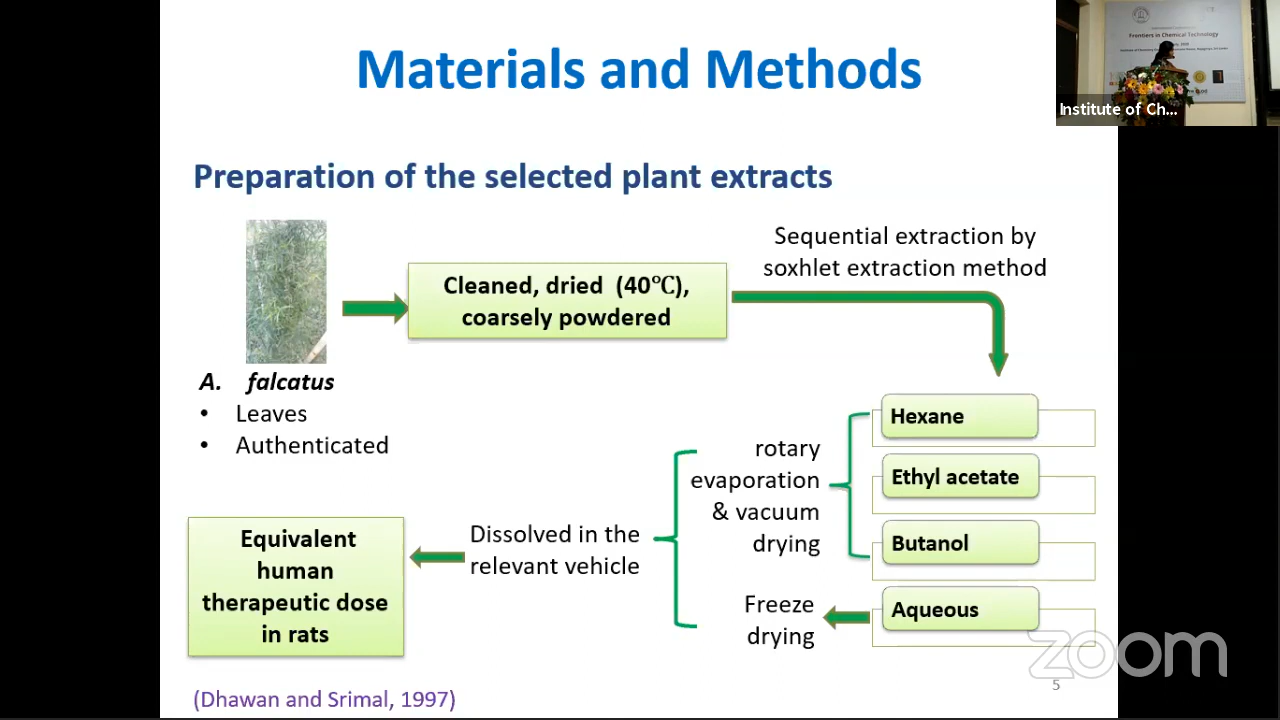 Materials and Methods
Frontiers in Chemical Technology
Institute of Ch...
Preparation of the selected plant extracts
Sequential extraction by
soxhlet extraction method
Cleaned, dried (40℃),
coarsely powdered
A. falcatus
• Leaves
• Authenticated
Hexane
Ethyl acetate
Butanol
Aqueous
rotary
evaporation
& vacuum
drying
Freeze
drying
Dissolved in the
relevant vehicle
Equivalent
human
therapeutic dose
in rats
(Dhawan and Srimal, 1997)
5
zoom